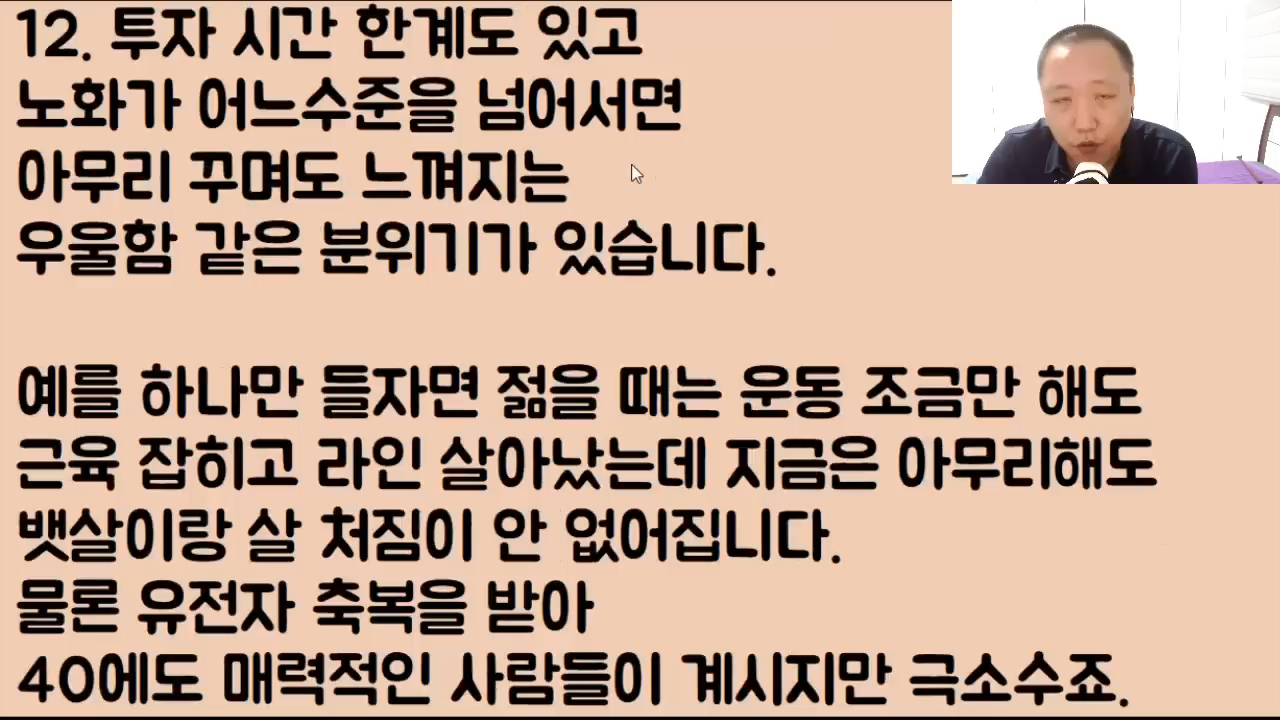 12. 투자 시간 한계도 있고
노화가 어느수준을 넘어서면
아무리 꾸며도 느껴지는
우울함 같은 분위기가 있습니다.
예를 하나만 들자면 젊을 때는 운동 조금만 해도
근육 잡히고 라인 살아났는데 지금은 아무리해도
뱃살이랑 살 처짐이 안 없어집니다.
물론 유전자 축복을 받아
40에도 매력적인 사람들이 계시지만 극소수죠.